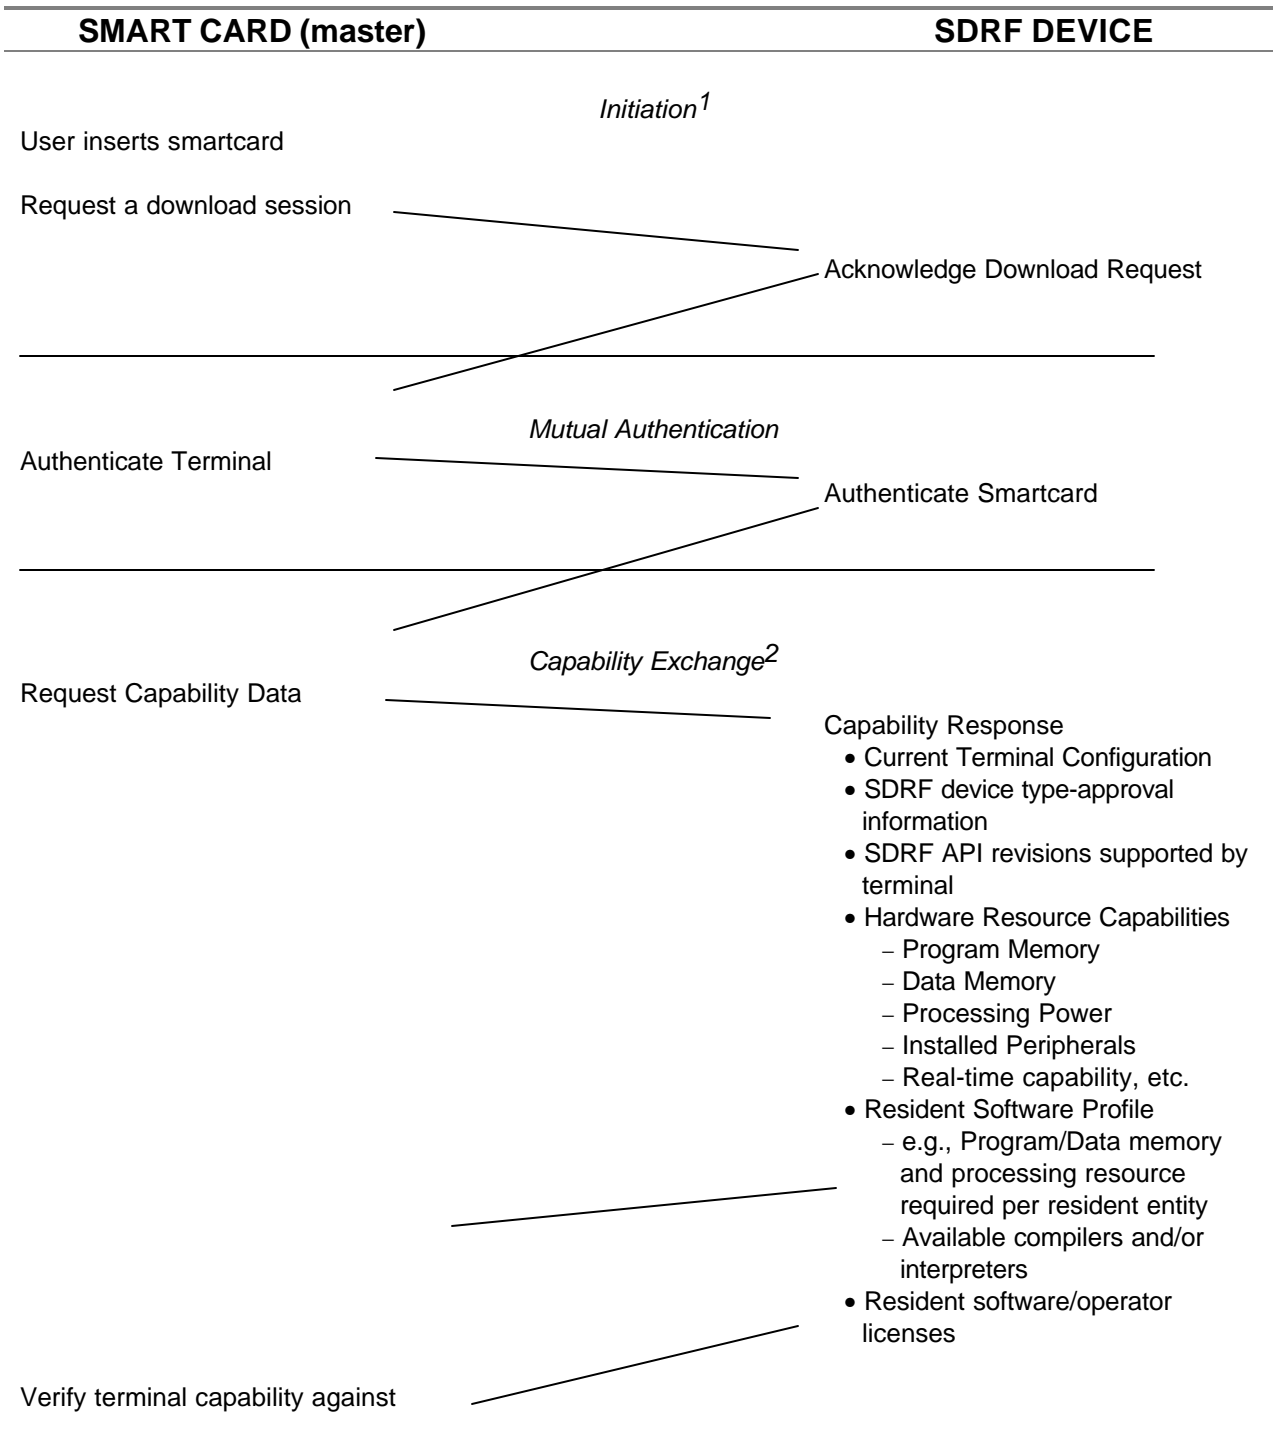 SMART CARD (master) SDRF DEVICE
Initiation1
User inserts smartcard
Request a download session
Acknowledge Download Request
Mutual Authentication
Authenticate Terminal
Authenticate Smartcard
Capability Exchange2
Request Capability Data
Capability Response
• Current Terminal Configuration
• SDRF device type-approval
information
• SDRF API revisions supported by
terminal
• Hardware Resource Capabilities
– Program Memory
– Data Memory
– Processing Power
– Installed Peripherals
– Real-time capability, etc.
• Resident Software Profile
– e.g., Program/Data memory
and processing resource
required per resident entity
– Available compilers and/or
interpreters
• Resident software/operator
licenses
Verify terminal capability against